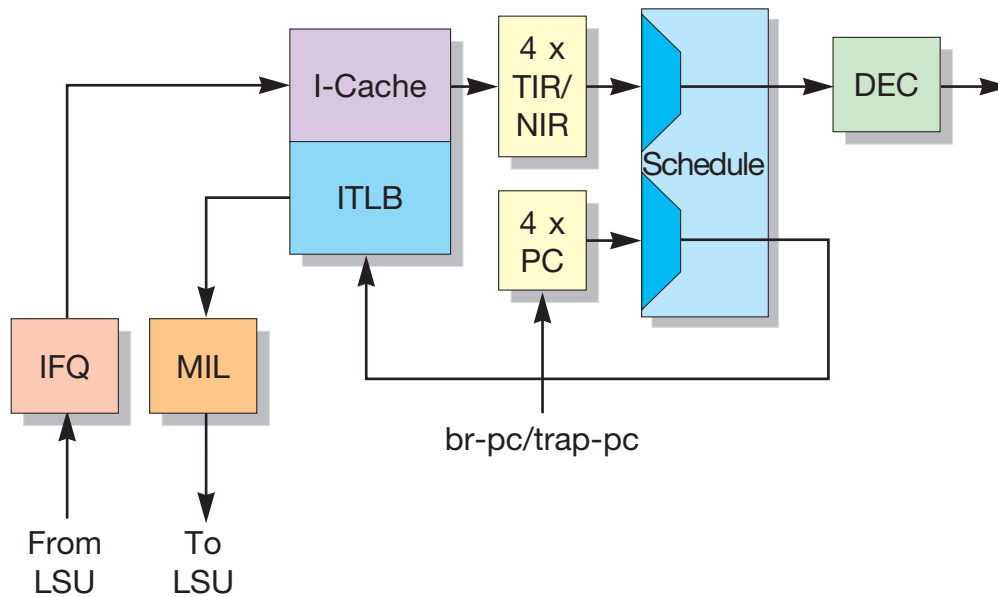 I-Cache
ITLB
4 x
TIR/
NIR
4 x
PC
Schedule
DEC
IFQ
MIL
br-pc/trap-pc
From
LSU
To
LSU